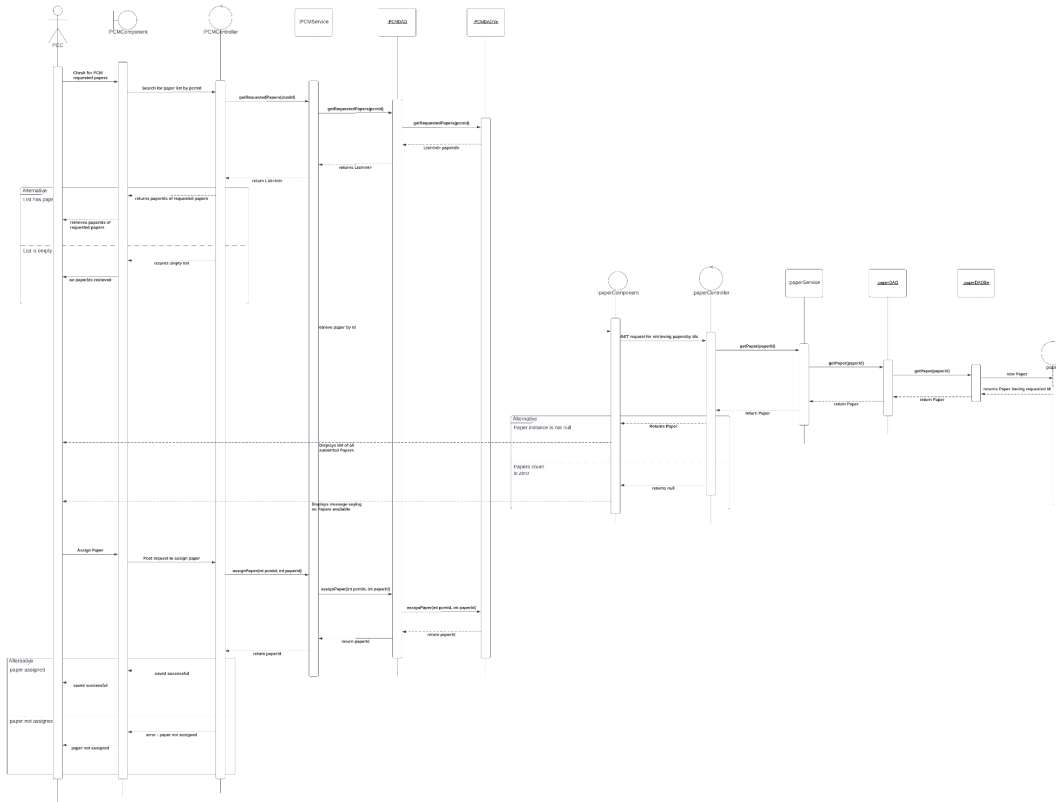 PCC
:PCMComponent
:PCMController
:PCMService
:PCMDAO
:PCMDAOIfe
Check for PCM
requested papers
Search for paper list by pcmid
getRequestedPapers(pcmId)
getRequestedPapers(pcmId)
getRequestedPapers(pcmId)
List<int> paperids
returns List<int>
return List<int>
Alternative
List has pape
returns paperids of requested papers
retrieves paperids of
requested papers
List is empty
returns empty list
no paperids retrieved
:paperComponent
:paperController
:paperService
:paperDAO
:paperDAOIfe
pape
retrieve paper by id
GET request for retrieving papersby ids
getPaper(paperId)
getPaper(paperId)
getPaper(paperId)
new Paper
returns Paper having requested id
return Paper
return Paper
return Paper
Alternative
Paper instance is not null
Returns Paper
Displays list of all
submitted Papers
Papers count
is zero
returns null
Displays message saying
no Papers available
Assign Paper
Post request to assign paper
assignPaper(int pcmId, int paperId)
assignPaper(int pcmId, int paperId)
assignPaper(int pcmId, int paperId)
return paperId
return paperId
return paperId
Alternative
paper assigned
saved successful
saved successful
paper not assigned
error : paper not assigned
paper not assigned